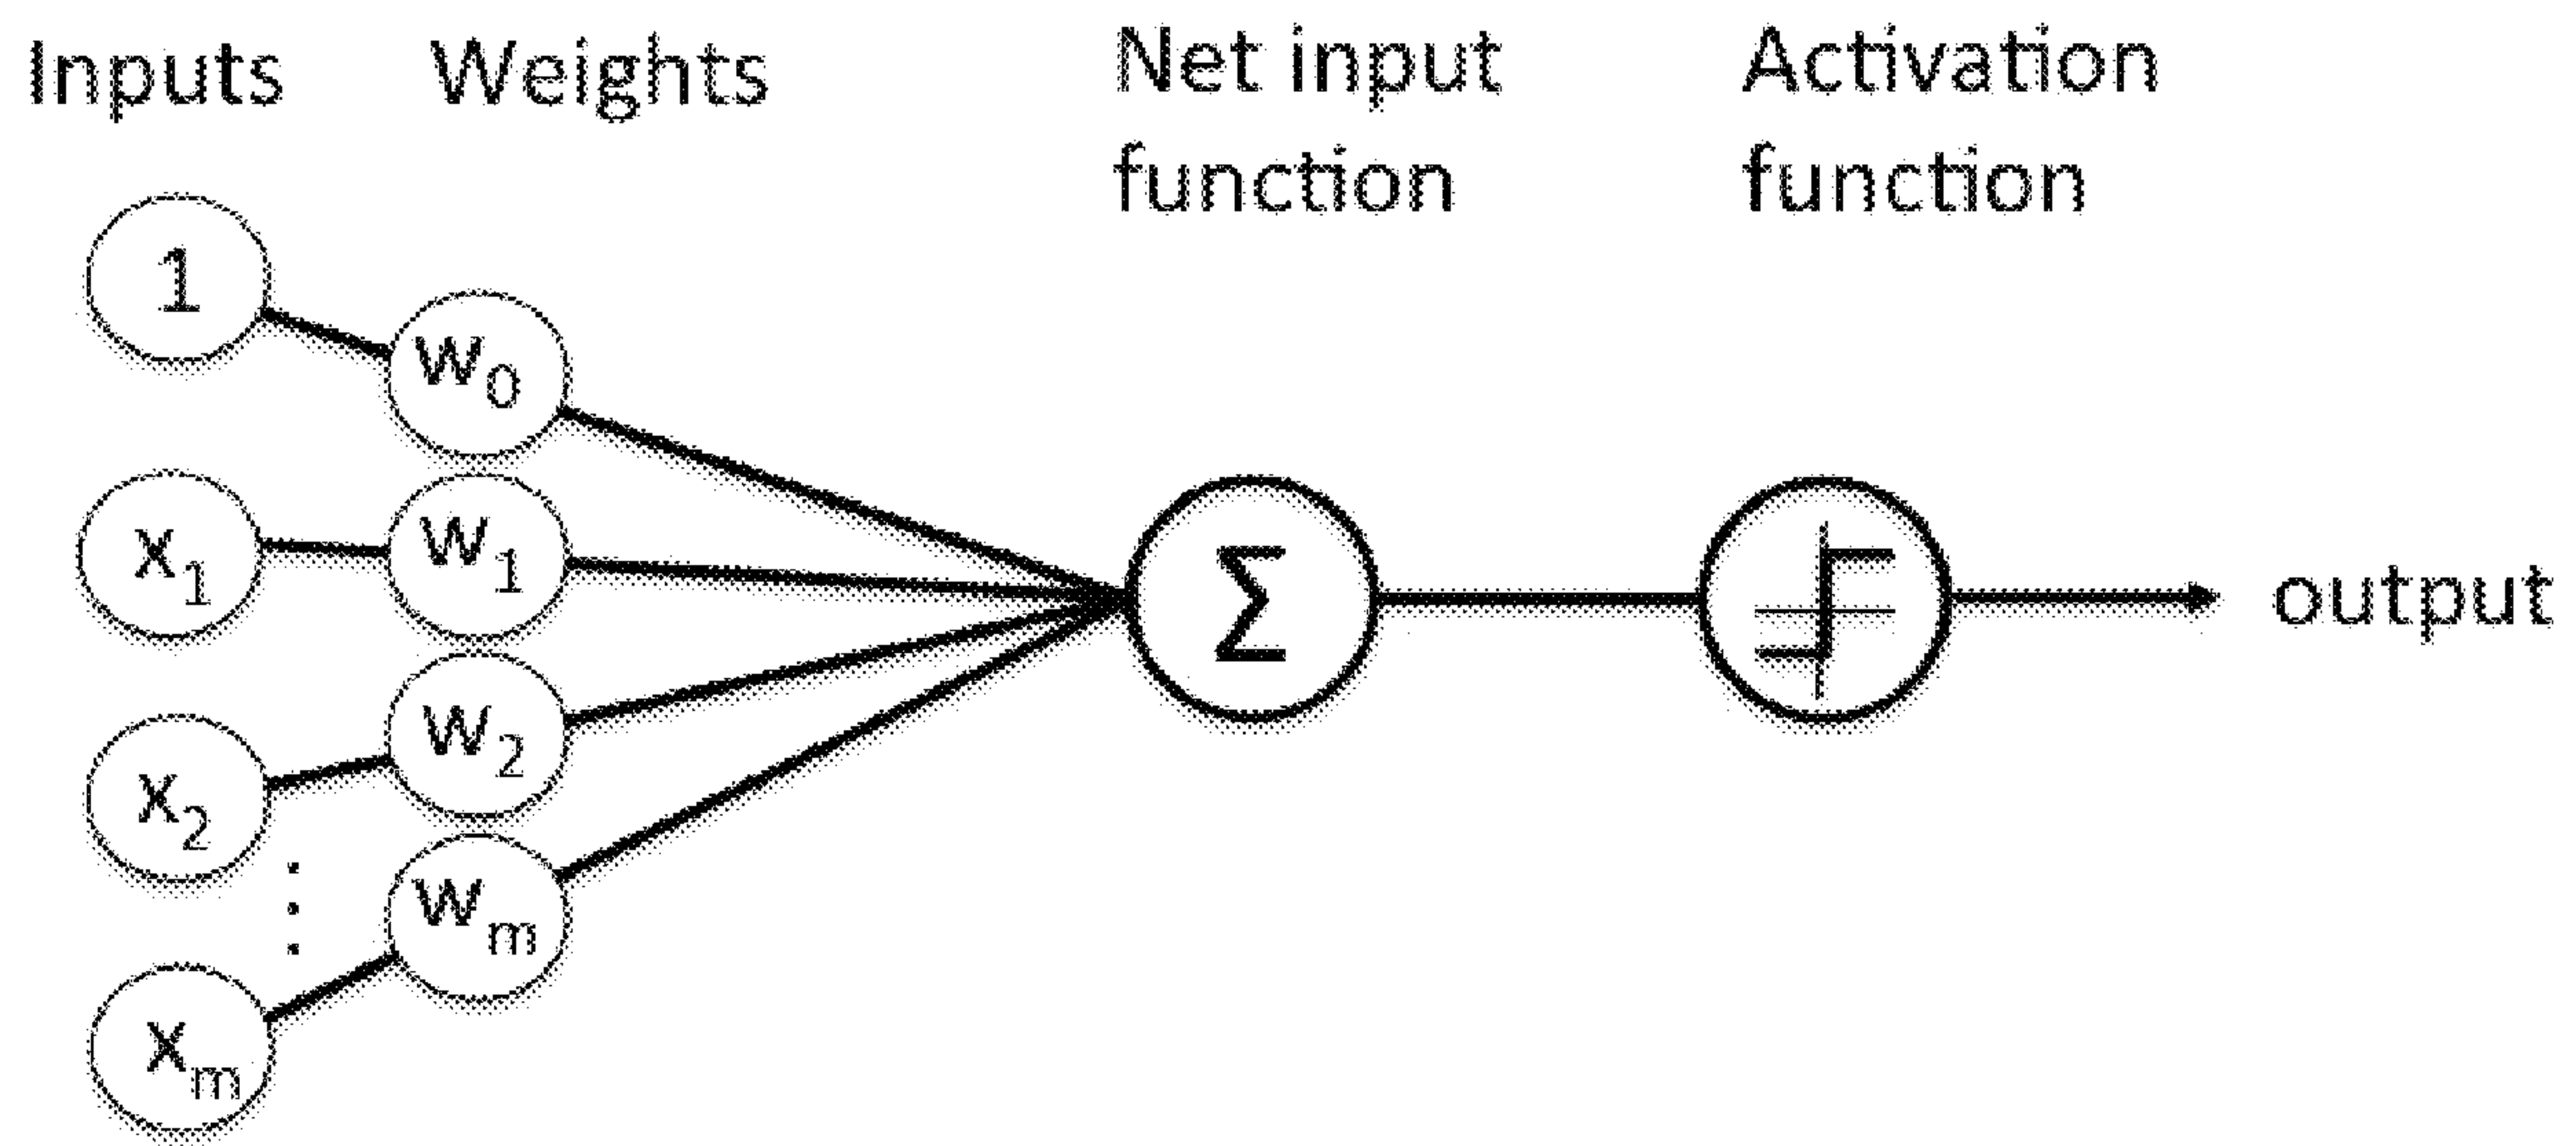 Inputs
Weights
Net input
function
Activation
function
1
w₀
x₁
w₁
x₂
w₂
xₘ
wₘ
Σ
output